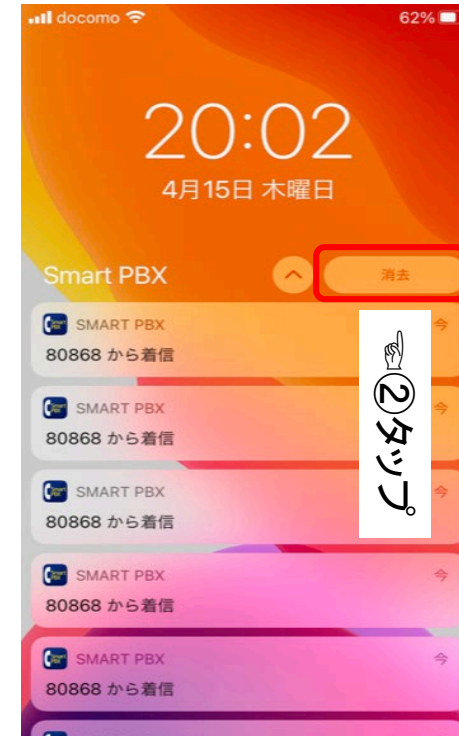 docomo
62%
20:02
4月15日 木曜日
Smart PBX
消去
SMART PBX
今
80868 から着信
☝②タップ
SMART PBX
今
80868 から着信
SMART PBX
今
80868 から着信
SMART PBX
今
80868 から着信
SMART PBX
今
80868 から着信